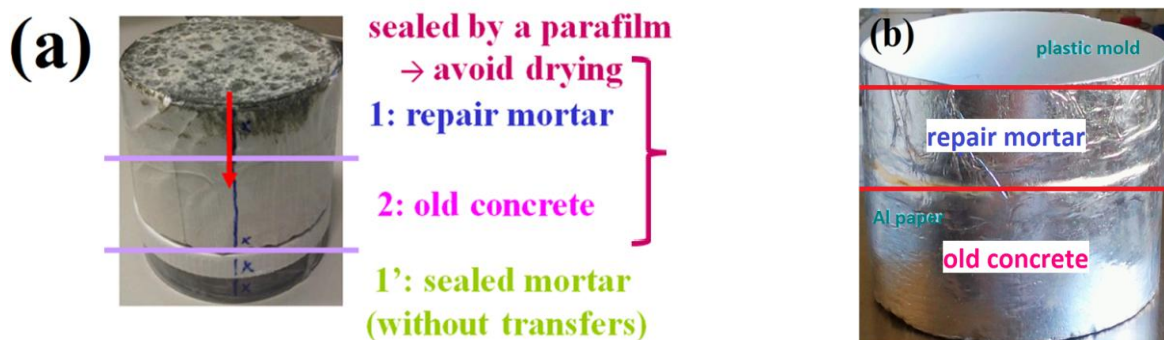 (a)
sealed by a parafilm
→ avoid drying
1: repair mortar
2: old concrete
1’: sealed mortar
(without transfers)
x
x
x
x
(b)
plastic mold
repair mortar
Al paper
old concrete